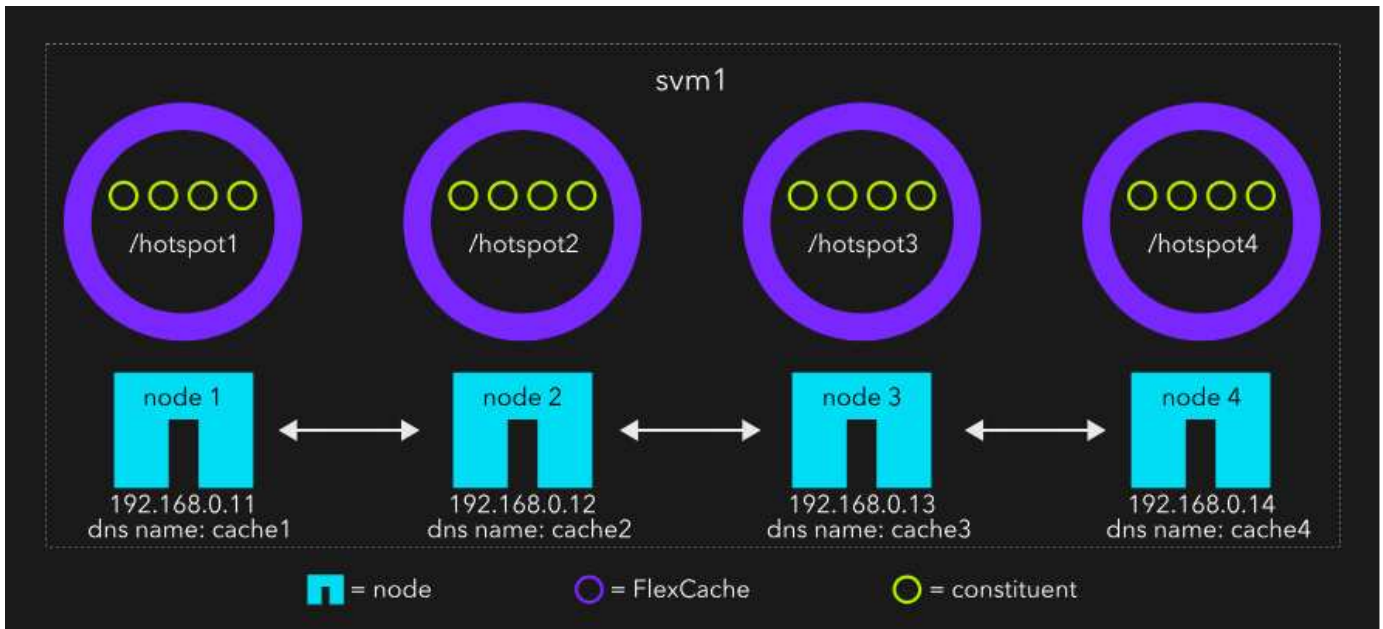 svm1
/hotspot1
/hotspot2
/hotspot3
/hotspot4
node 1
node 2
node 3
node 4
192.168.0.11
dns name: cache1
192.168.0.12
dns name: cache2
192.168.0.13
dns name: cache3
192.168.0.14
dns name: cache4
= node
= FlexCache
= constituent